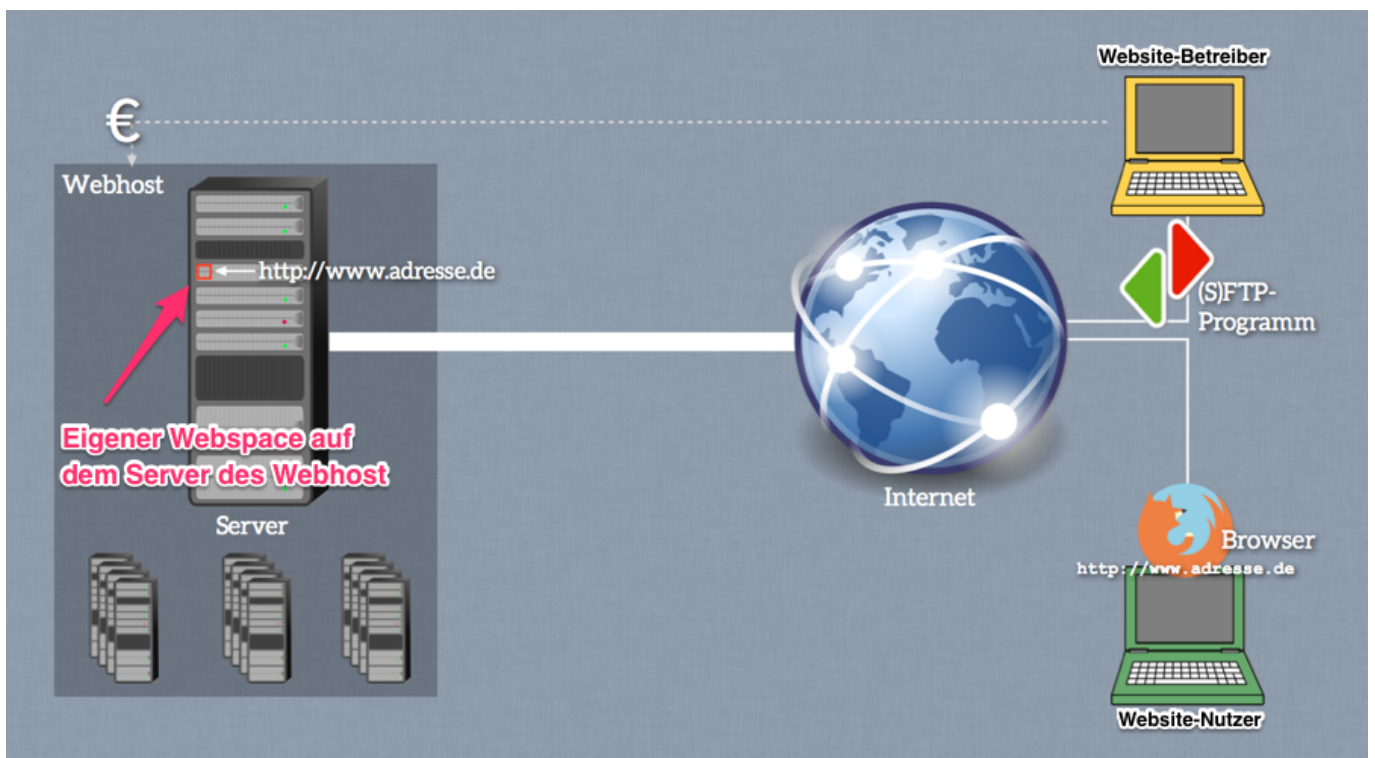 Website-Betreiber
€
Webhost
http://www.adresse.de
(S)FTP-
Programm
Eigener Webspace auf
dem Server des Webhost
Internet
Server
Browser
http://www.adresse.de
Website-Nutzer